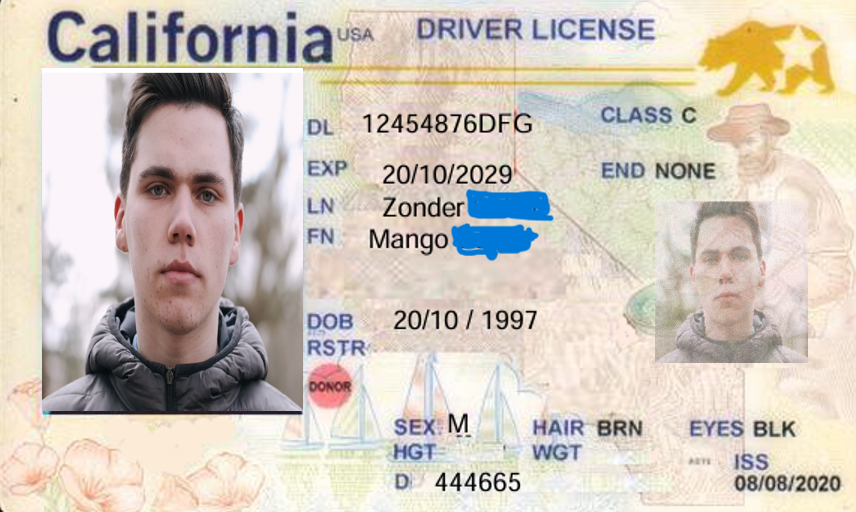 California USA DRIVER LICENSE
DL 12454876DFG CLASS C
EXP 20/10/2029 END NONE
LN Zonder
FN Mango
DOB 20/10 / 1997
RSTR
DONOR
SEX M HAIR BRN EYES BLK
HGT WGT ISS
D 444665 08/08/2020